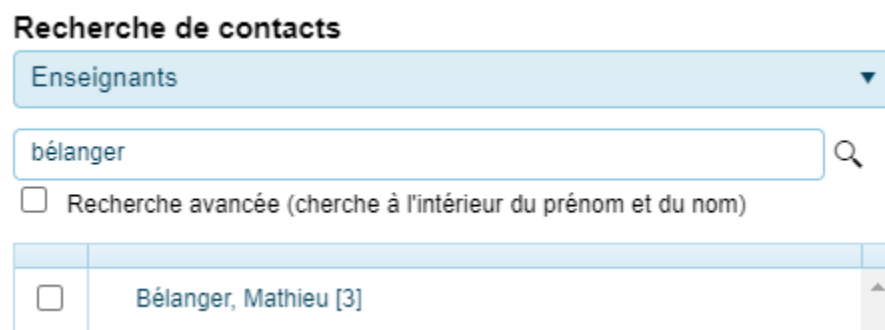 Recherche de contacts
Enseignants
bélanger
Recherche avancée (cherche à l'intérieur du prénom et du nom)
Bélanger, Mathieu [3]